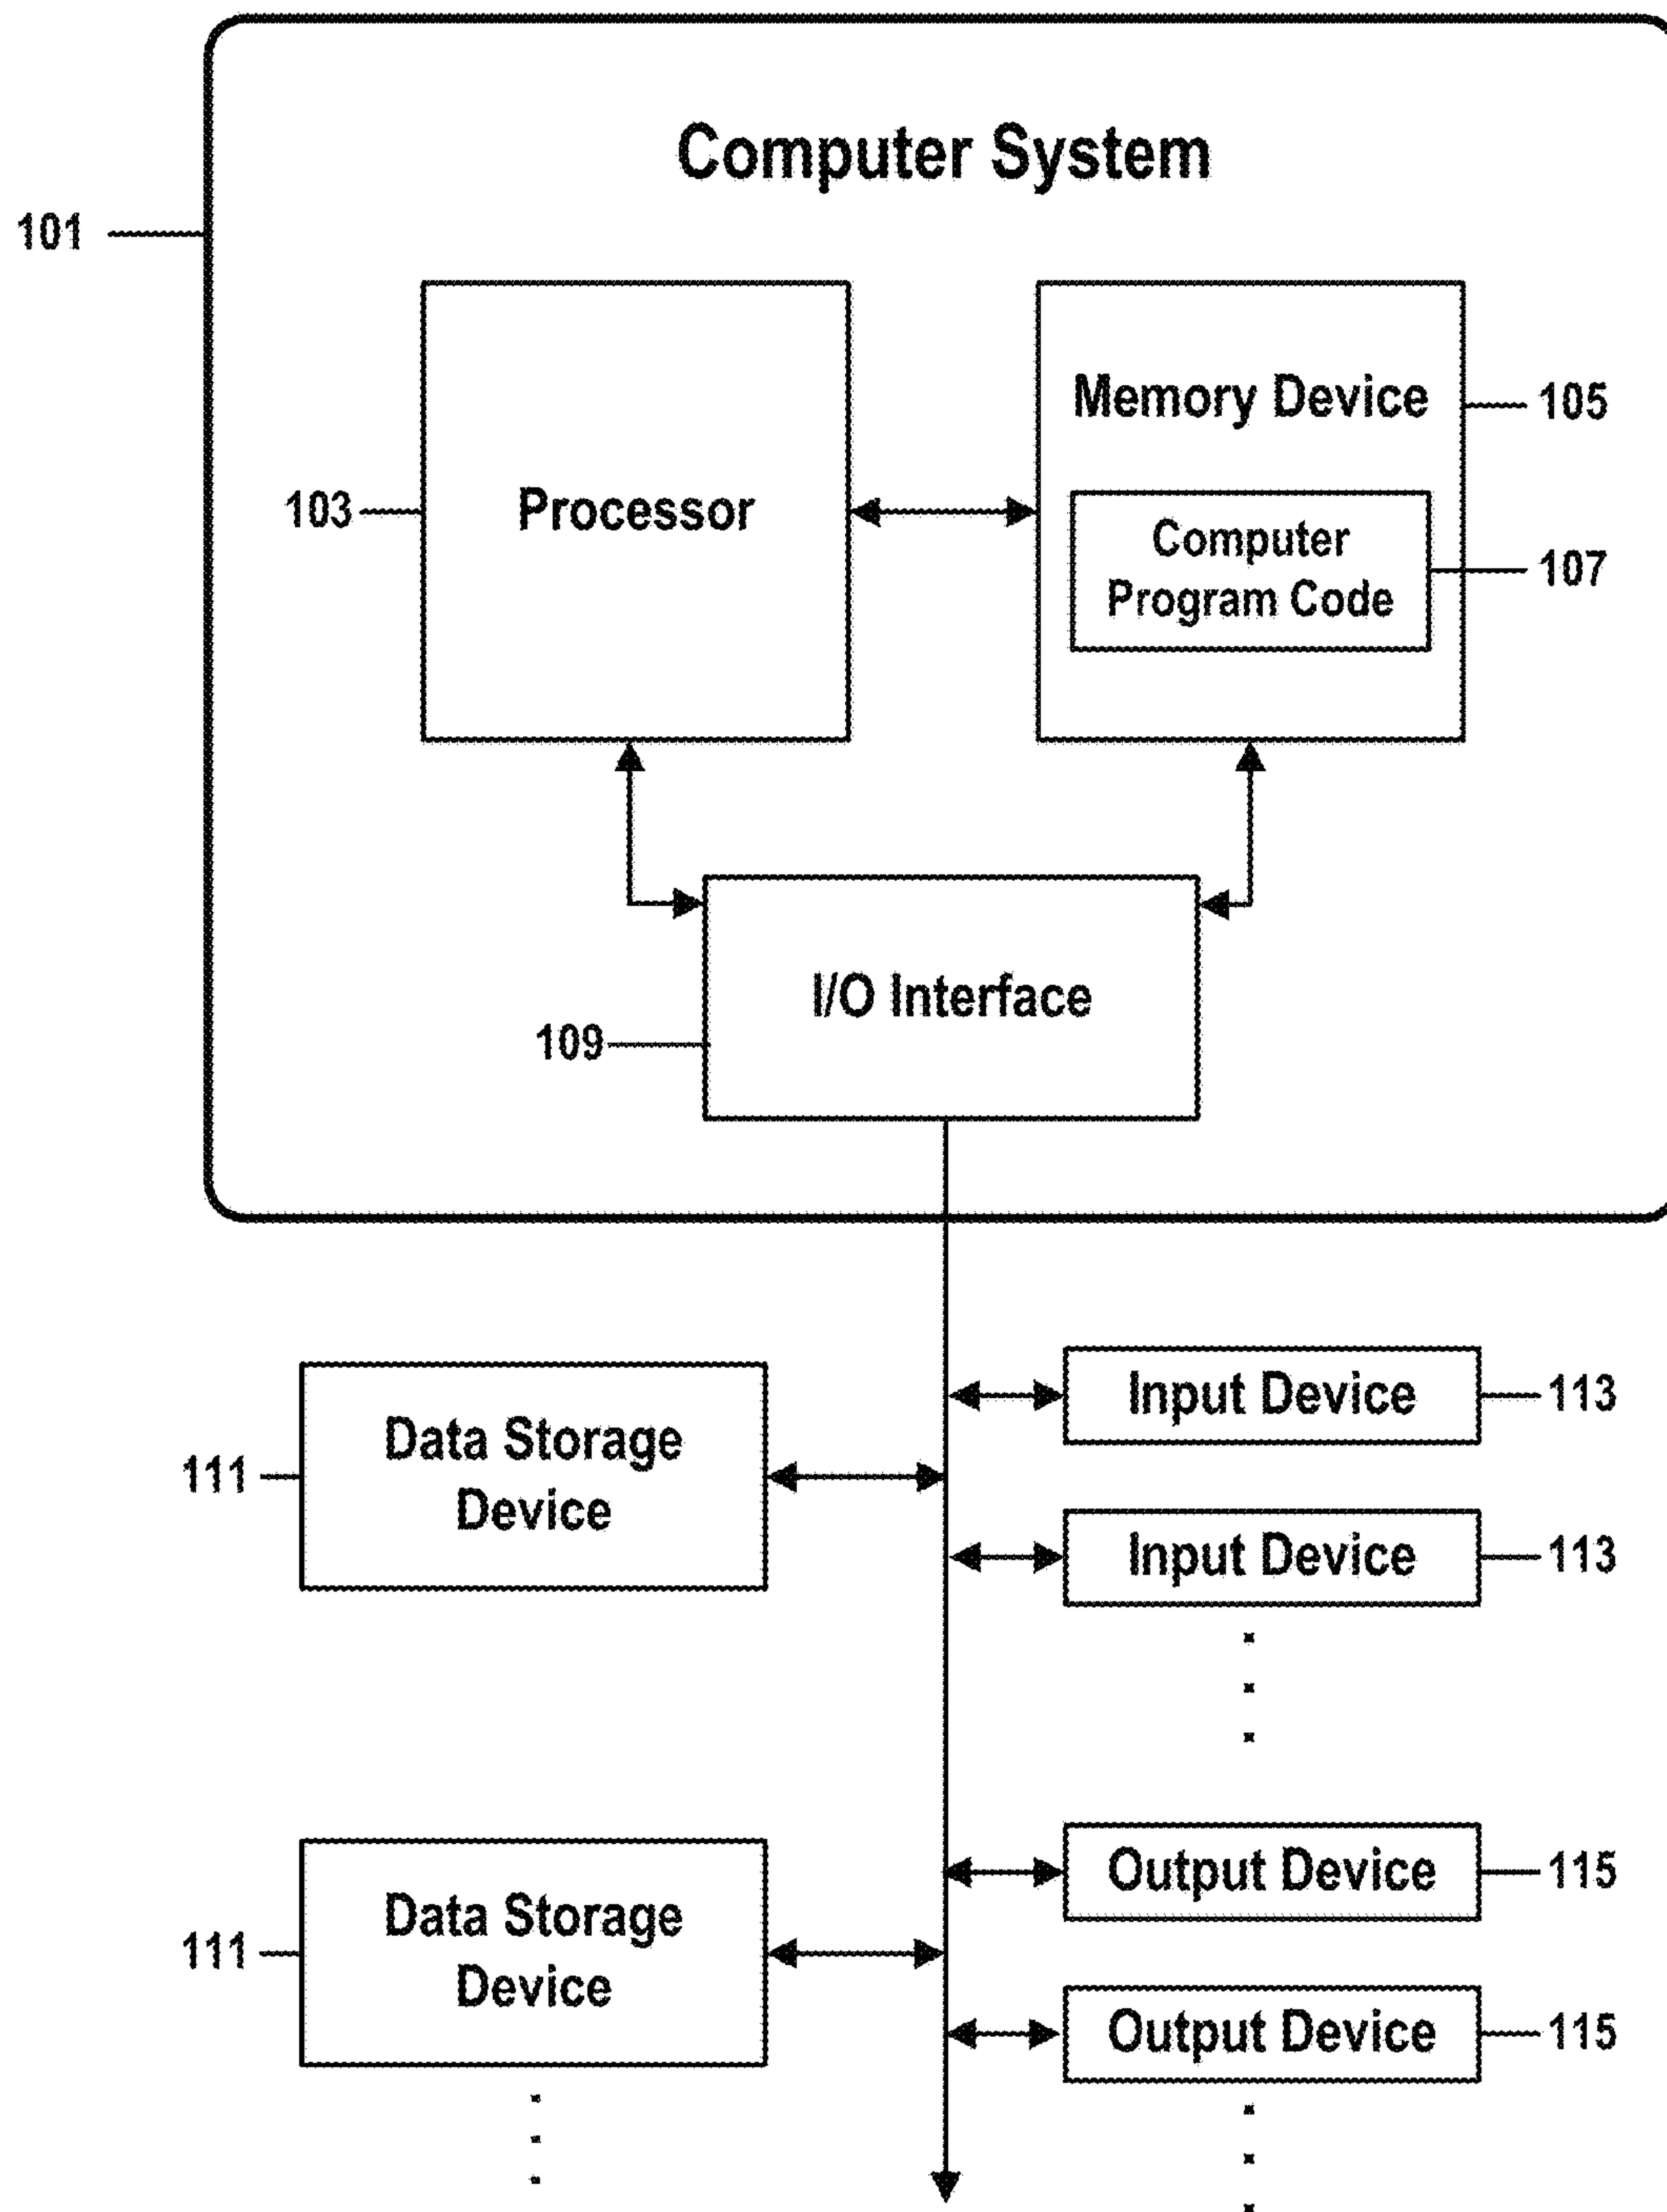 Computer System
101
Processor
103
Memory Device
105
Computer
Program Code
107
I/O Interface
109
Data Storage
Device
111
Input Device
113
Input Device
113
Data Storage
Device
111
Output Device
115
Output Device
115